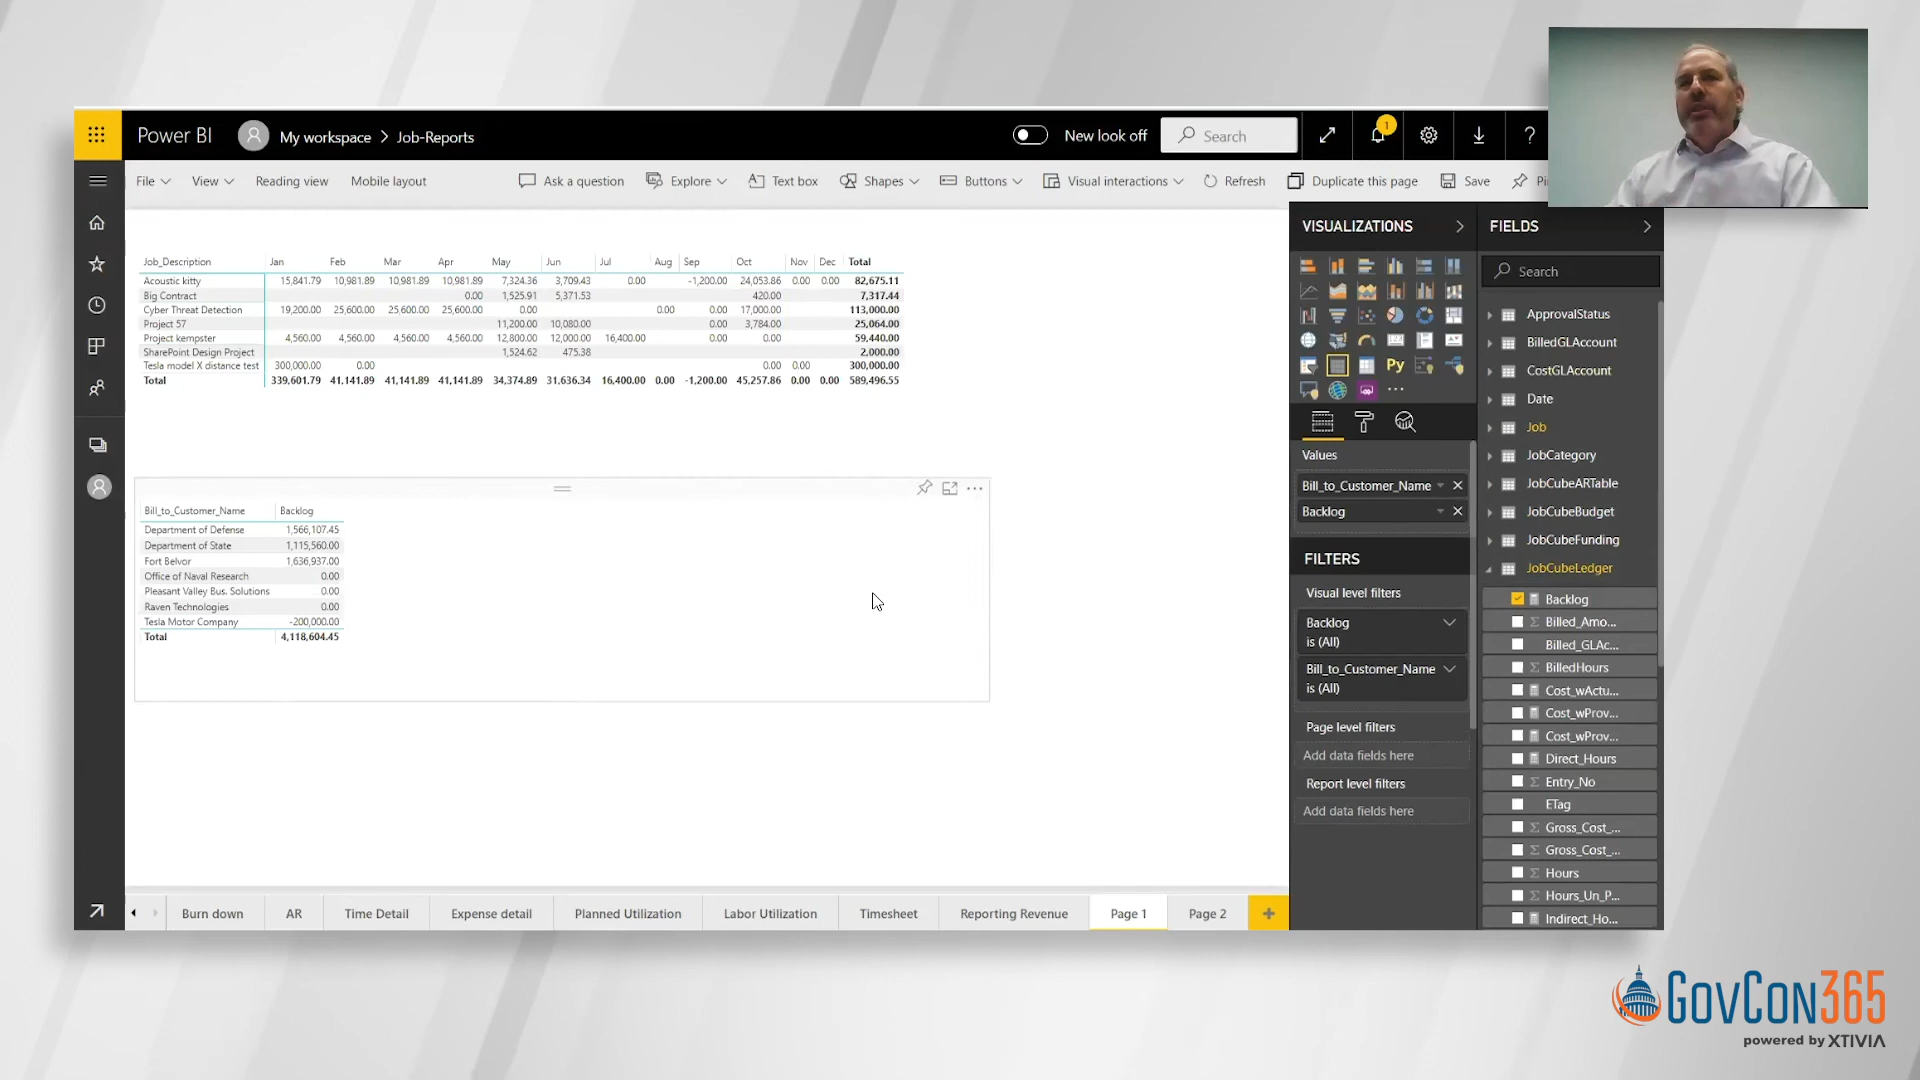 Power BI My workspace > Job-Reports New look off Search 1 ?
File View Reading view Mobile layout Ask a question Explore Text box Shapes Buttons Visual interactions Refresh Duplicate this page Save Pi
VISUALIZATIONS
FIELDS
Search
Job_Description Jan Feb Mar Apr May Jun Jul Aug Sep Oct Nov Dec Total
Acoustic kitty 15,841.79 10,981.89 10,981.89 10,981.89 7,324.36 3,709.43 0.00 -1,200.00 24,053.86 0.00 0.00 82,675.11
Big Contract 0.00 1,525.91 5,371.53 420.00 7,317.44
Cyber Threat Detection 19,200.00 25,600.00 25,600.00 25,600.00 0.00 0.00 0.00 17,000.00 113,000.00
Project 57 11,200.00 10,080.00 0.00 3,784.00 25,064.00
Project kempster 4,560.00 4,560.00 4,560.00 4,560.00 12,800.00 12,000.00 16,400.00 0.00 0.00 59,440.00
SharePoint Design Project 1,524.62 475.38 2,000.00
Tesla model X distance test 300,000.00 0.00 0.00 0.00 300,000.00
Total 339,601.79 41,141.89 41,141.89 41,141.89 34,374.89 31,636.34 16,400.00 0.00 -1,200.00 45,257.86 0.00 0.00 589,496.55
Bill_to_Customer_Name Backlog
Department of Defense 1,566,107.45
Department of State 1,115,560.00
Fort Belvor 1,636,937.00
Office of Naval Research 0.00
Pleasant Valley Bus. Solutions 0.00
Raven Technologies 0.00
Tesla Motor Company -200,000.00
Total 4,118,604.45
Py
Values
Bill_to_Customer_Name
Backlog
FILTERS
Visual level filters
Backlog
is (All)
Bill_to_Customer_Name
is (All)
Page level filters
Add data fields here
Report level filters
Add data fields here
ApprovalStatus
BilledGLAccount
CostGLAccount
Date
Job
JobCategory
JobCubeARTable
JobCubeBudget
JobCubeFunding
JobCubeLedger
Backlog
Billed_Amo...
Billed_GLAc...
BilledHours
Cost_wActu...
Cost_wProv...
Cost_wProv...
Direct_Hours
Entry_No
ETag
Gross_Cost_...
Gross_Cost_...
Hours
Hours_Un_P...
Indirect_Ho...
Burn down AR Time Detail Expense detail Planned Utilization Labor Utilization Timesheet Reporting Revenue Page 1 Page 2 +
GovCon365
powered by XTIVIA